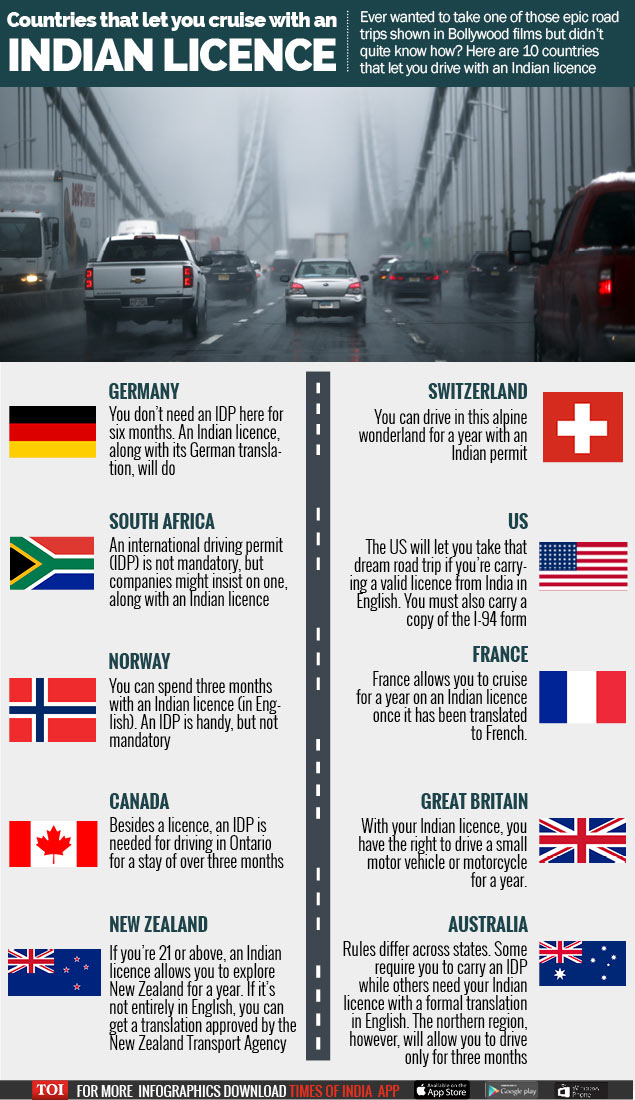 Countries that let you cruise with an
INDIAN LICENCE
Ever wanted to take one of those epic road
trips shown in Bollywood films but didn't
quite know how? Here are 10 countries
that let you drive with an Indian licence
GERMANY
You don't need an IDP here for
six months. An Indian licence,
along with its German transla-
tion, will do
SWITZERLAND
You can drive in this alpine
wonderland for a year with an
Indian permit
SOUTH AFRICA
An international driving permit
(IDP) is not mandatory, but
companies might insist on one,
along with an Indian licence
US
The US will let you take that
dream road trip if you're carry-
ing a valid licence from India in
English. You must also carry a
copy of the I-94 form
NORWAY
You can spend three months
with an Indian licence (in Eng-
lish). An IDP is handy, but not
mandatory
FRANCE
France allows you to cruise
for a year on an Indian licence
once it has been translated
to French.
CANADA
Besides a licence, an IDP is
needed for driving in Ontario
for a stay of over three months
GREAT BRITAIN
With your Indian licence, you
have the right to drive a small
motor vehicle or motorcycle
for a year.
NEW ZEALAND
If you're 21 or above, an Indian
licence allows you to explore
New Zealand for a year. If it's
not entirely in English, you can
get a translation approved by the
New Zealand Transport Agency
AUSTRALIA
Rules differ across states. Some
require you to carry an IDP
while others need your Indian
licence with a formal translation
in English. The northern region,
however, will allow you to drive
only for three months
TOI FOR MORE INFOGRAPHICS DOWNLOAD TIMES OF INDIA APP
Available on the
App Store
Google play
Phone